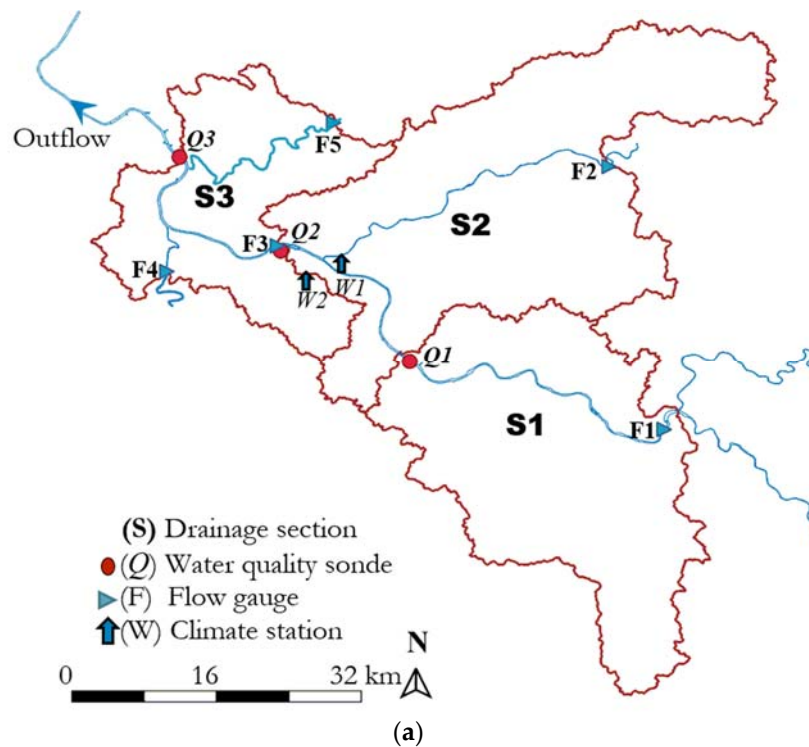 Outflow
Q3
F5
F2
S3
S2
F3
Q2
F4
W1
W2
Q1
S1
F1
(S) Drainage section
(Q) Water quality sonde
(F) Flow gauge
(W) Climate station
N
0 16 32 km
(a)